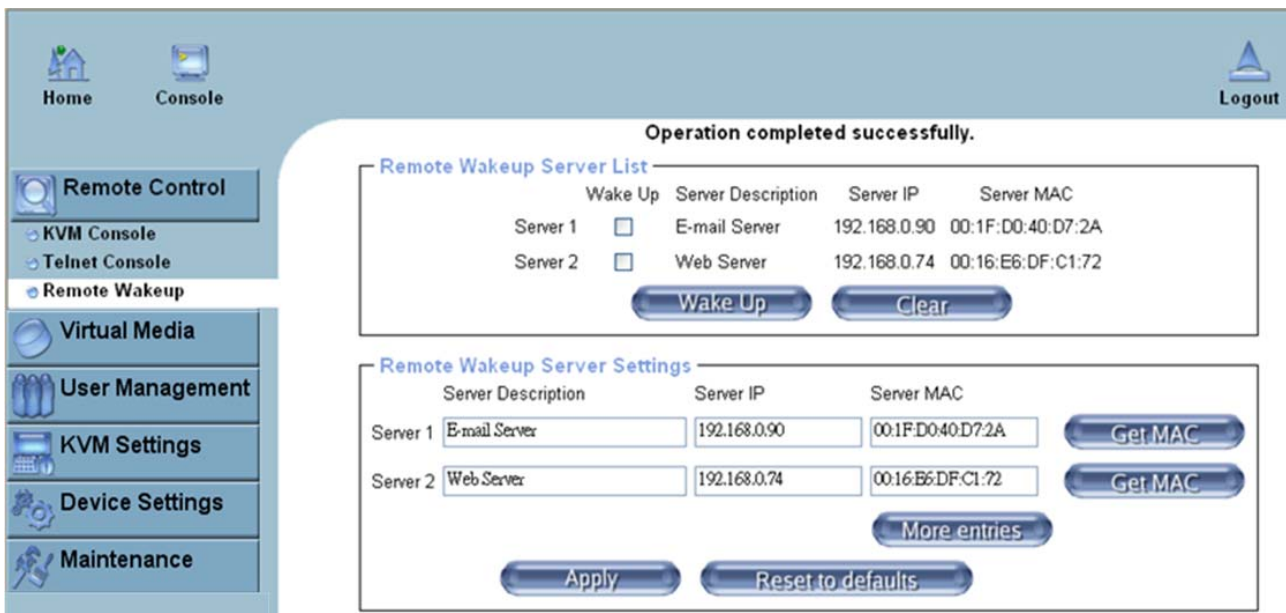 Home
Console
Logout
Operation completed successfully.
Remote Control
KVM Console
Telnet Console
Remote Wakeup
Virtual Media
User Management
KVM Settings
Device Settings
Maintenance
Remote Wakeup Server List
Wake Up Server Description Server IP Server MAC
Server 1 E-mail Server 192.168.0.90 00:1F:D0:40:D7:2A
Server 2 Web Server 192.168.0.74 00:16:E6:DF:C1:72
Wake Up Clear
Remote Wakeup Server Settings
Server Description Server IP Server MAC
Server 1 E-mail Server 192.168.0.90 00:1F:D0:40:D7:2A Get MAC
Server 2 Web Server 192.168.0.74 00:16:E6:DF:C1:72 Get MAC
More entries
Apply Reset to defaults